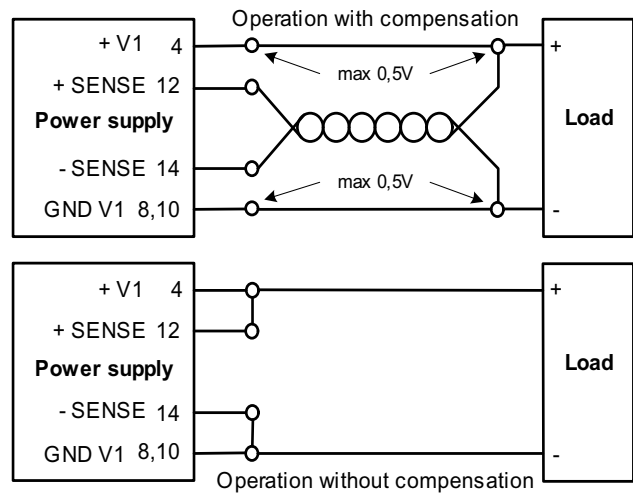 Operation with compensation
+ V1 4
+
max 0,5V
+ SENSE 12
Power supply
Load
- SENSE 14
max 0,5V
GND V1 8,10
-
+ V1 4
+
+ SENSE 12
Power supply
Load
- SENSE 14
GND V1 8,10
-
Operation without compensation